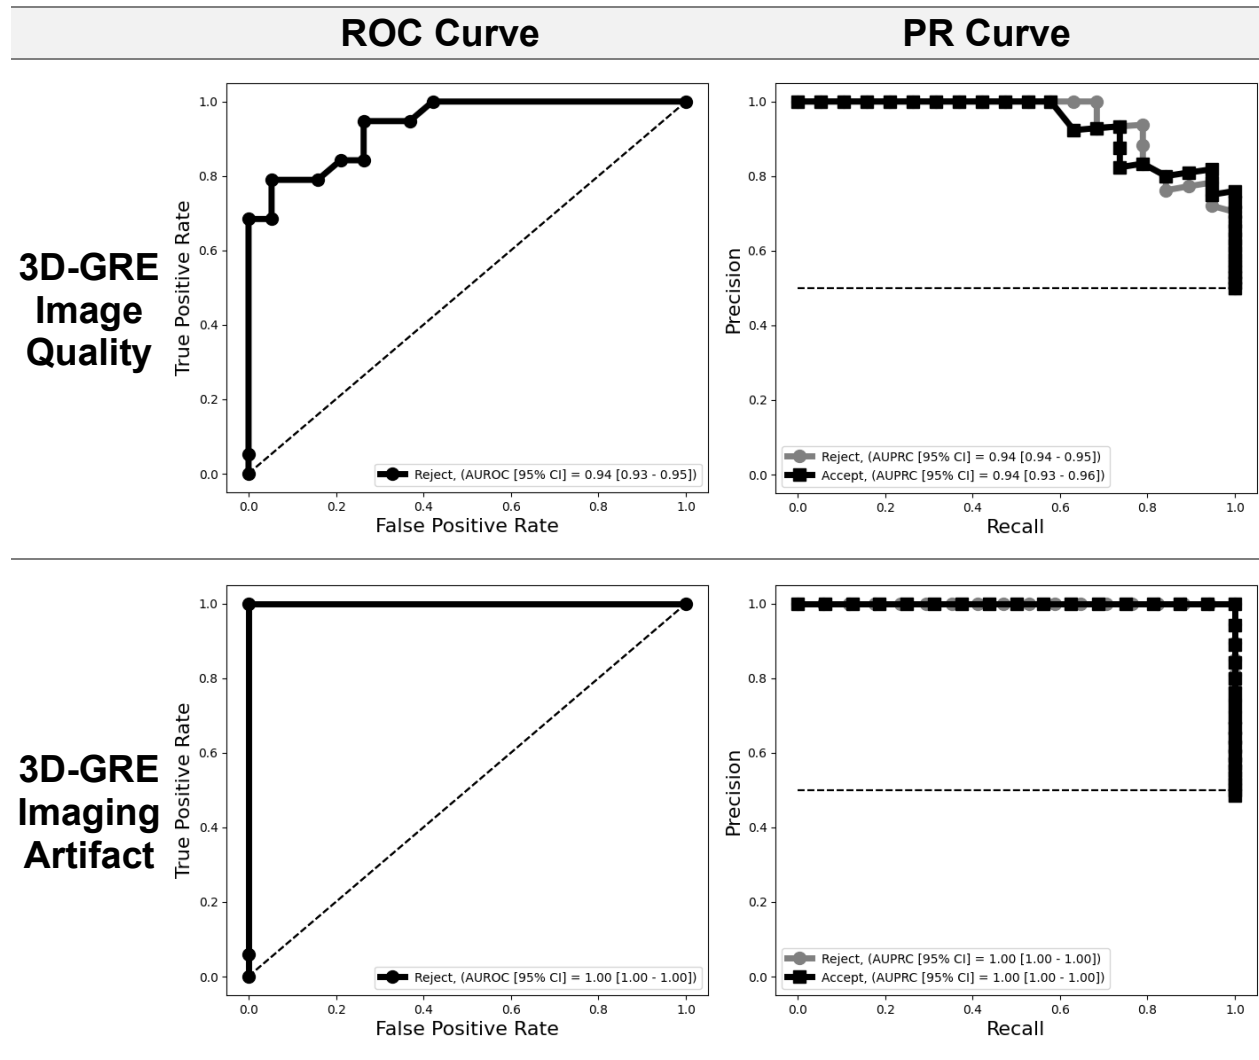 ROC Curve
PR Curve
3D-GRE
Image
Quality
True Positive Rate
1.0
0.8
0.6
0.4
0.2
0.0
0.0 0.2 0.4 0.6 0.8 1.0
False Positive Rate
Reject, (AUROC [95% CI] = 0.94 [0.93 - 0.95])
Precision
1.0
0.8
0.6
0.4
0.2
0.0
0.0 0.2 0.4 0.6 0.8 1.0
Recall
Reject, (AUPRC [95% CI] = 0.94 [0.94 - 0.95])
Accept, (AUPRC [95% CI] = 0.94 [0.93 - 0.96])
3D-GRE
Imaging
Artifact
True Positive Rate
1.0
0.8
0.6
0.4
0.2
0.0
0.0 0.2 0.4 0.6 0.8 1.0
False Positive Rate
Reject, (AUROC [95% CI] = 1.00 [1.00 - 1.00])
Precision
1.0
0.8
0.6
0.4
0.2
0.0
0.0 0.2 0.4 0.6 0.8 1.0
Recall
Reject, (AUPRC [95% CI] = 1.00 [1.00 - 1.00])
Accept, (AUPRC [95% CI] = 1.00 [1.00 - 1.00])